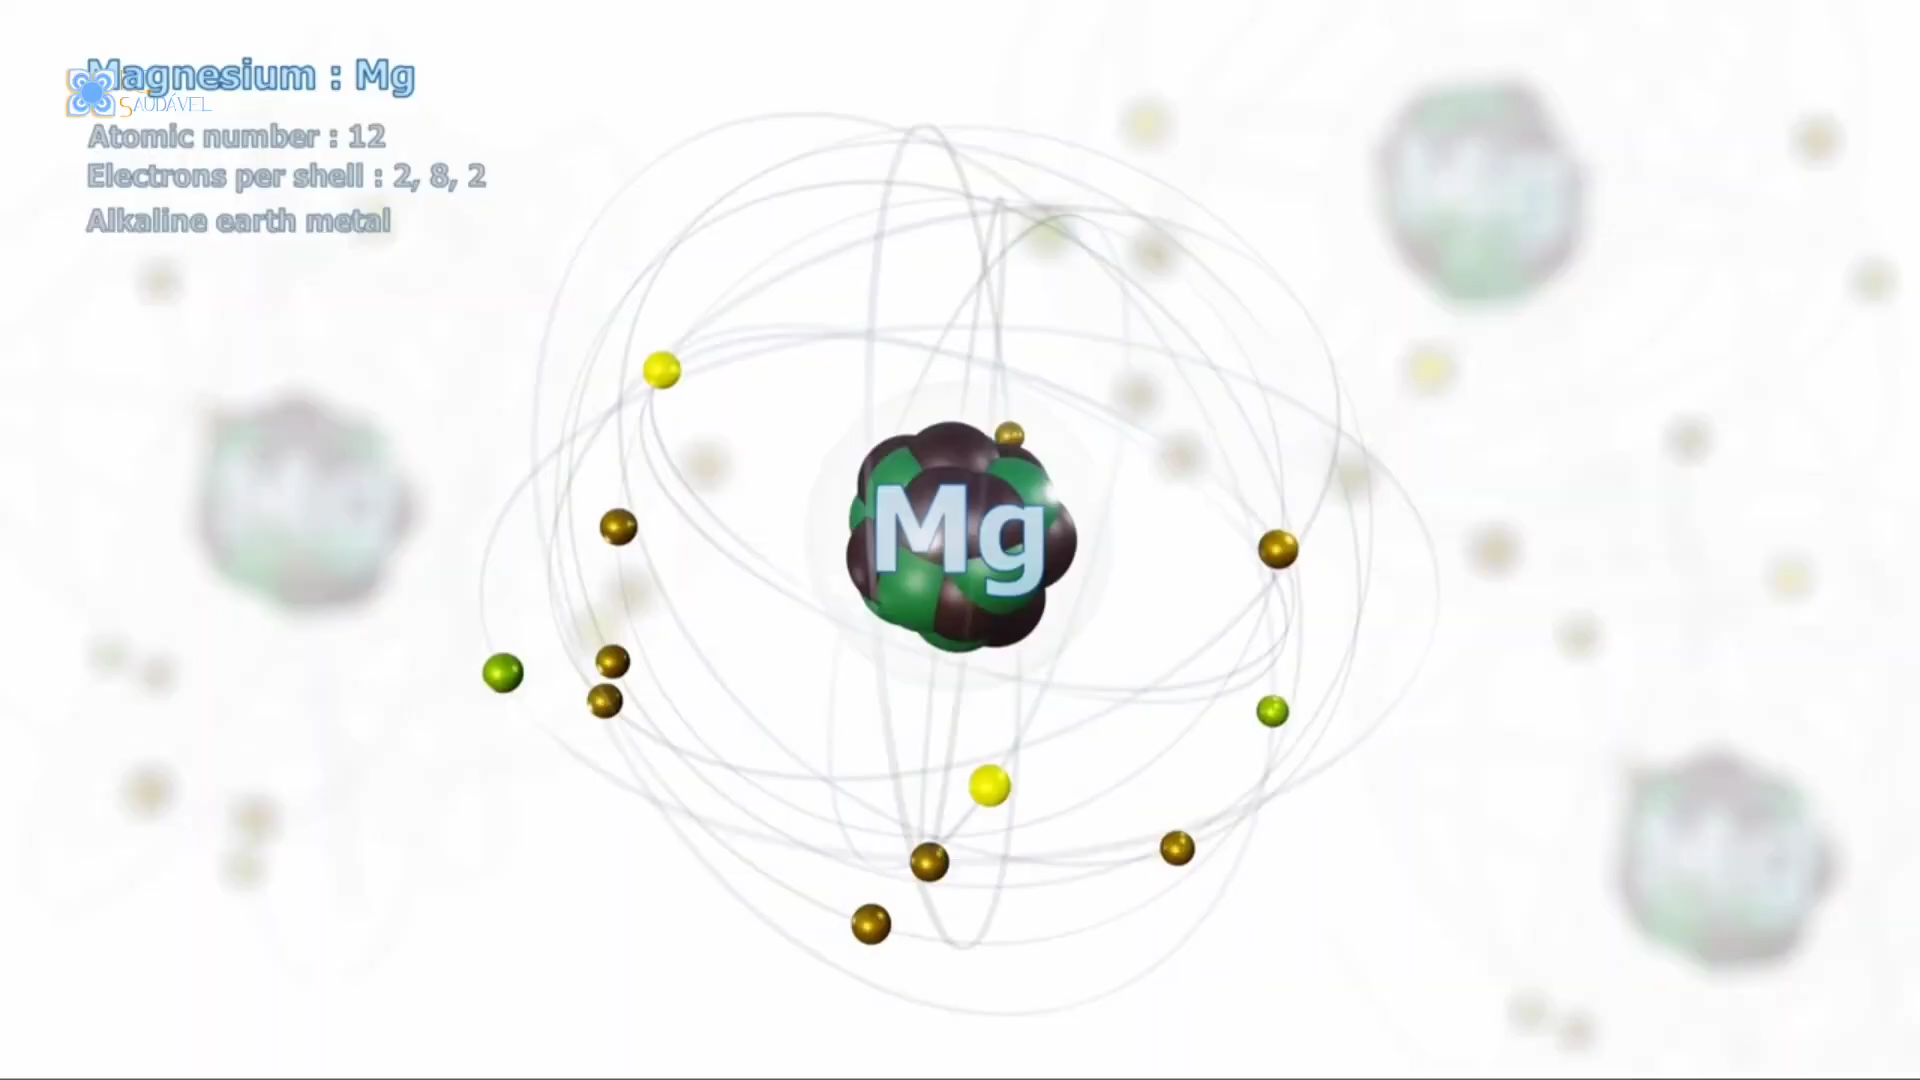 Magnesium : Mg
SAUDÁVEL
Atomic number : 12
Electrons per shell : 2, 8, 2
Alkaline earth metal
Mg